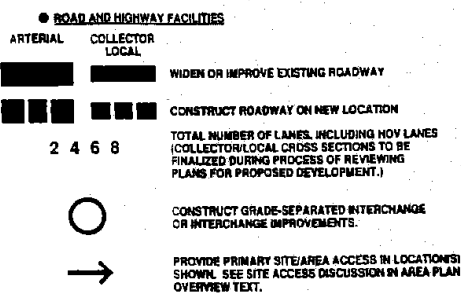 ● ROAD AND HIGHWAY FACILITIES
ARTERIAL COLLECTOR
LOCAL
WIDEN OR IMPROVE EXISTING ROADWAY
CONSTRUCT ROADWAY ON NEW LOCATION
2 4 6 8
TOTAL NUMBER OF LANES, INCLUDING HOV LANES
(COLLECTOR/LOCAL CROSS SECTIONS TO BE
FINALIZED DURING PROCESS OF REVIEWING
PLANS FOR PROPOSED DEVELOPMENT.)
CONSTRUCT GRADE-SEPARATED INTERCHANGE
OR INTERCHANGE IMPROVEMENTS.
PROVIDE PRIMARY SITE/AREA ACCESS IN LOCATION(S)
SHOWN. SEE SITE ACCESS DISCUSSION IN AREA PLAN
OVERVIEW TEXT.